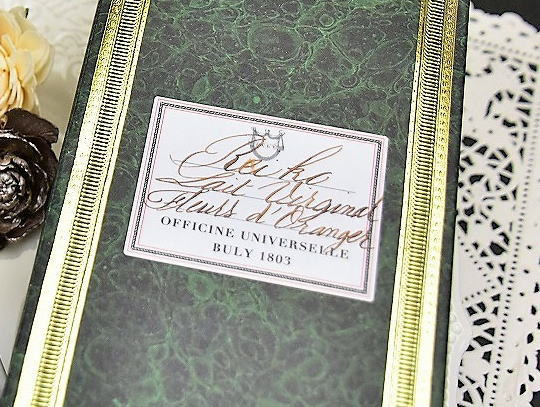 Reiko
Lait Virginal
Fleurs d'Oranger
OFFICINE UNIVERSELLE
BULY 1803